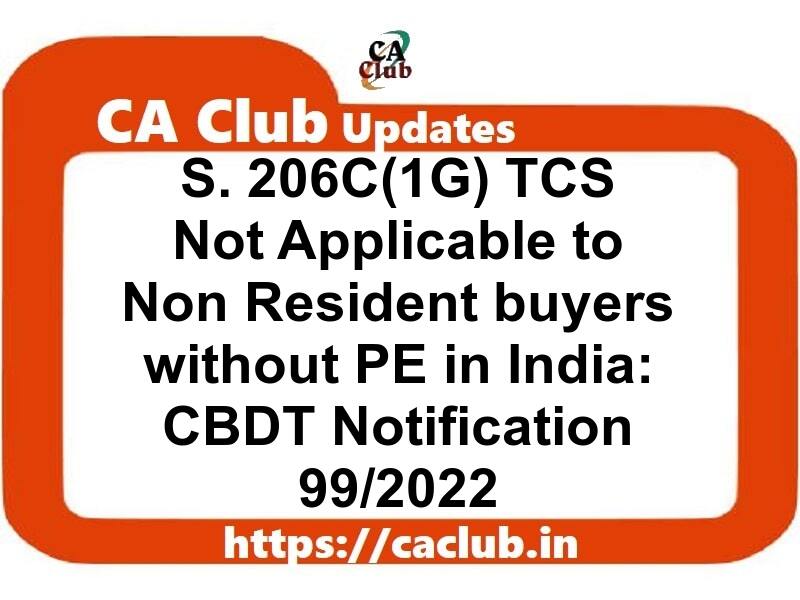 CA
Club
CA Club Updates
S. 206C(1G) TCS
Not Applicable to
Non Resident buyers
without PE in India:
CBDT Notification
99/2022
https://caclub.in